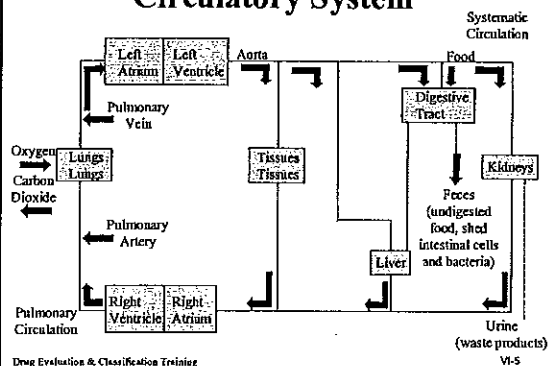 Circulatory System
Systematic
Circulation
Left
Atrium
Left
Ventricle
Aorta
Food
Digestive
Tract
Pulmonary
Vein
Oxygen
Carbon
Dioxide
Lungs
Lungs
Tissues
Tissues
Kidneys
Feces
(undigested
food, shed
intestinal cells
and bacteria)
Pulmonary
Artery
Liver
Right
Ventricle
Right
Atrium
Pulmonary
Circulation
Urine
(waste products)
Drug Evaluation & Classification Training
VI-5